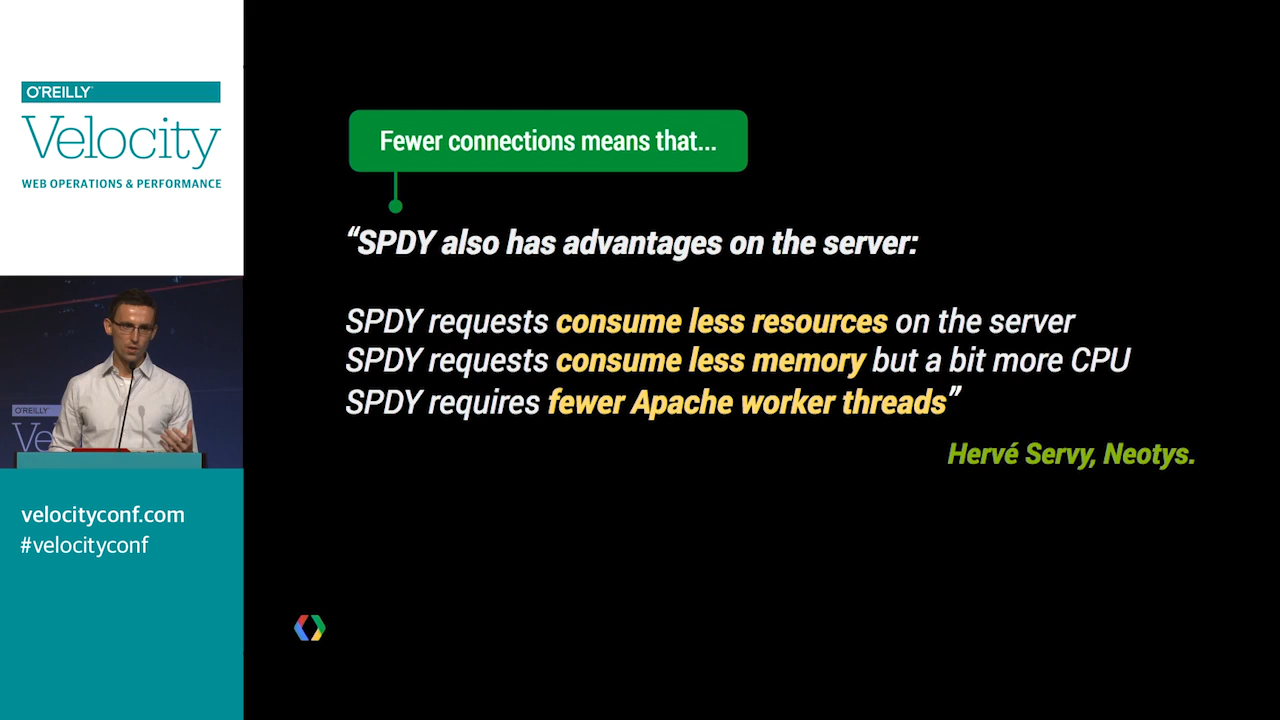 O'REILLY
Velocity
WEB OPERATIONS & PERFORMANCE
O'REILLY
Ve
velocityconf.com
#velocityconf
Fewer connections means that...
“SPDY also has advantages on the server:
SPDY requests consume less resources on the server
SPDY requests consume less memory but a bit more CPU
SPDY requires fewer Apache worker threads”
Hervé Servy, Neotys.